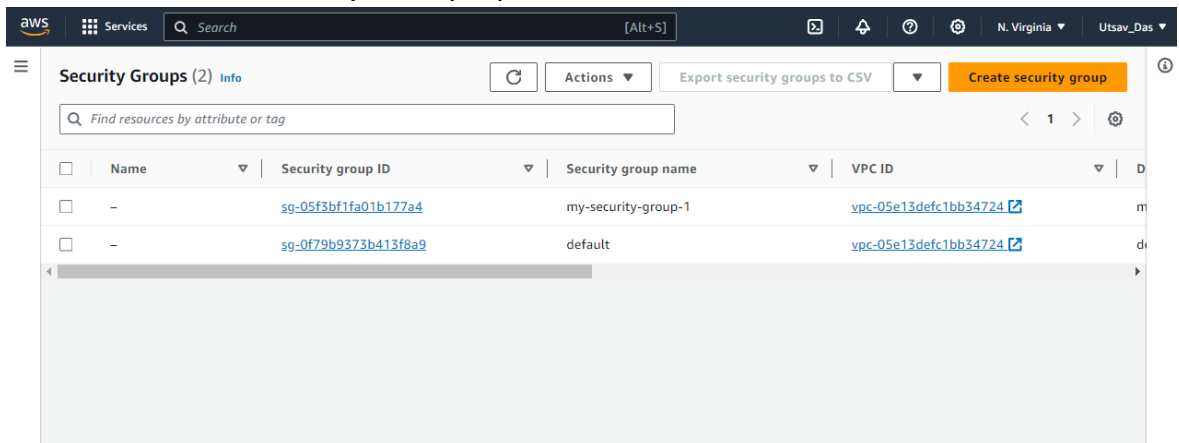 aws Services Search [Alt+S] N. Virginia Utsav_Das
Security Groups (2) Info Actions Export security groups to CSV Create security group
Find resources by attribute or tag 1
Name Security group ID Security group name VPC ID D
– sg-05f3bf1fa01b177a4 my-security-group-1 vpc-05e13defc1bb34724 m
– sg-0f79b9373b413f8a9 default vpc-05e13defc1bb34724 de